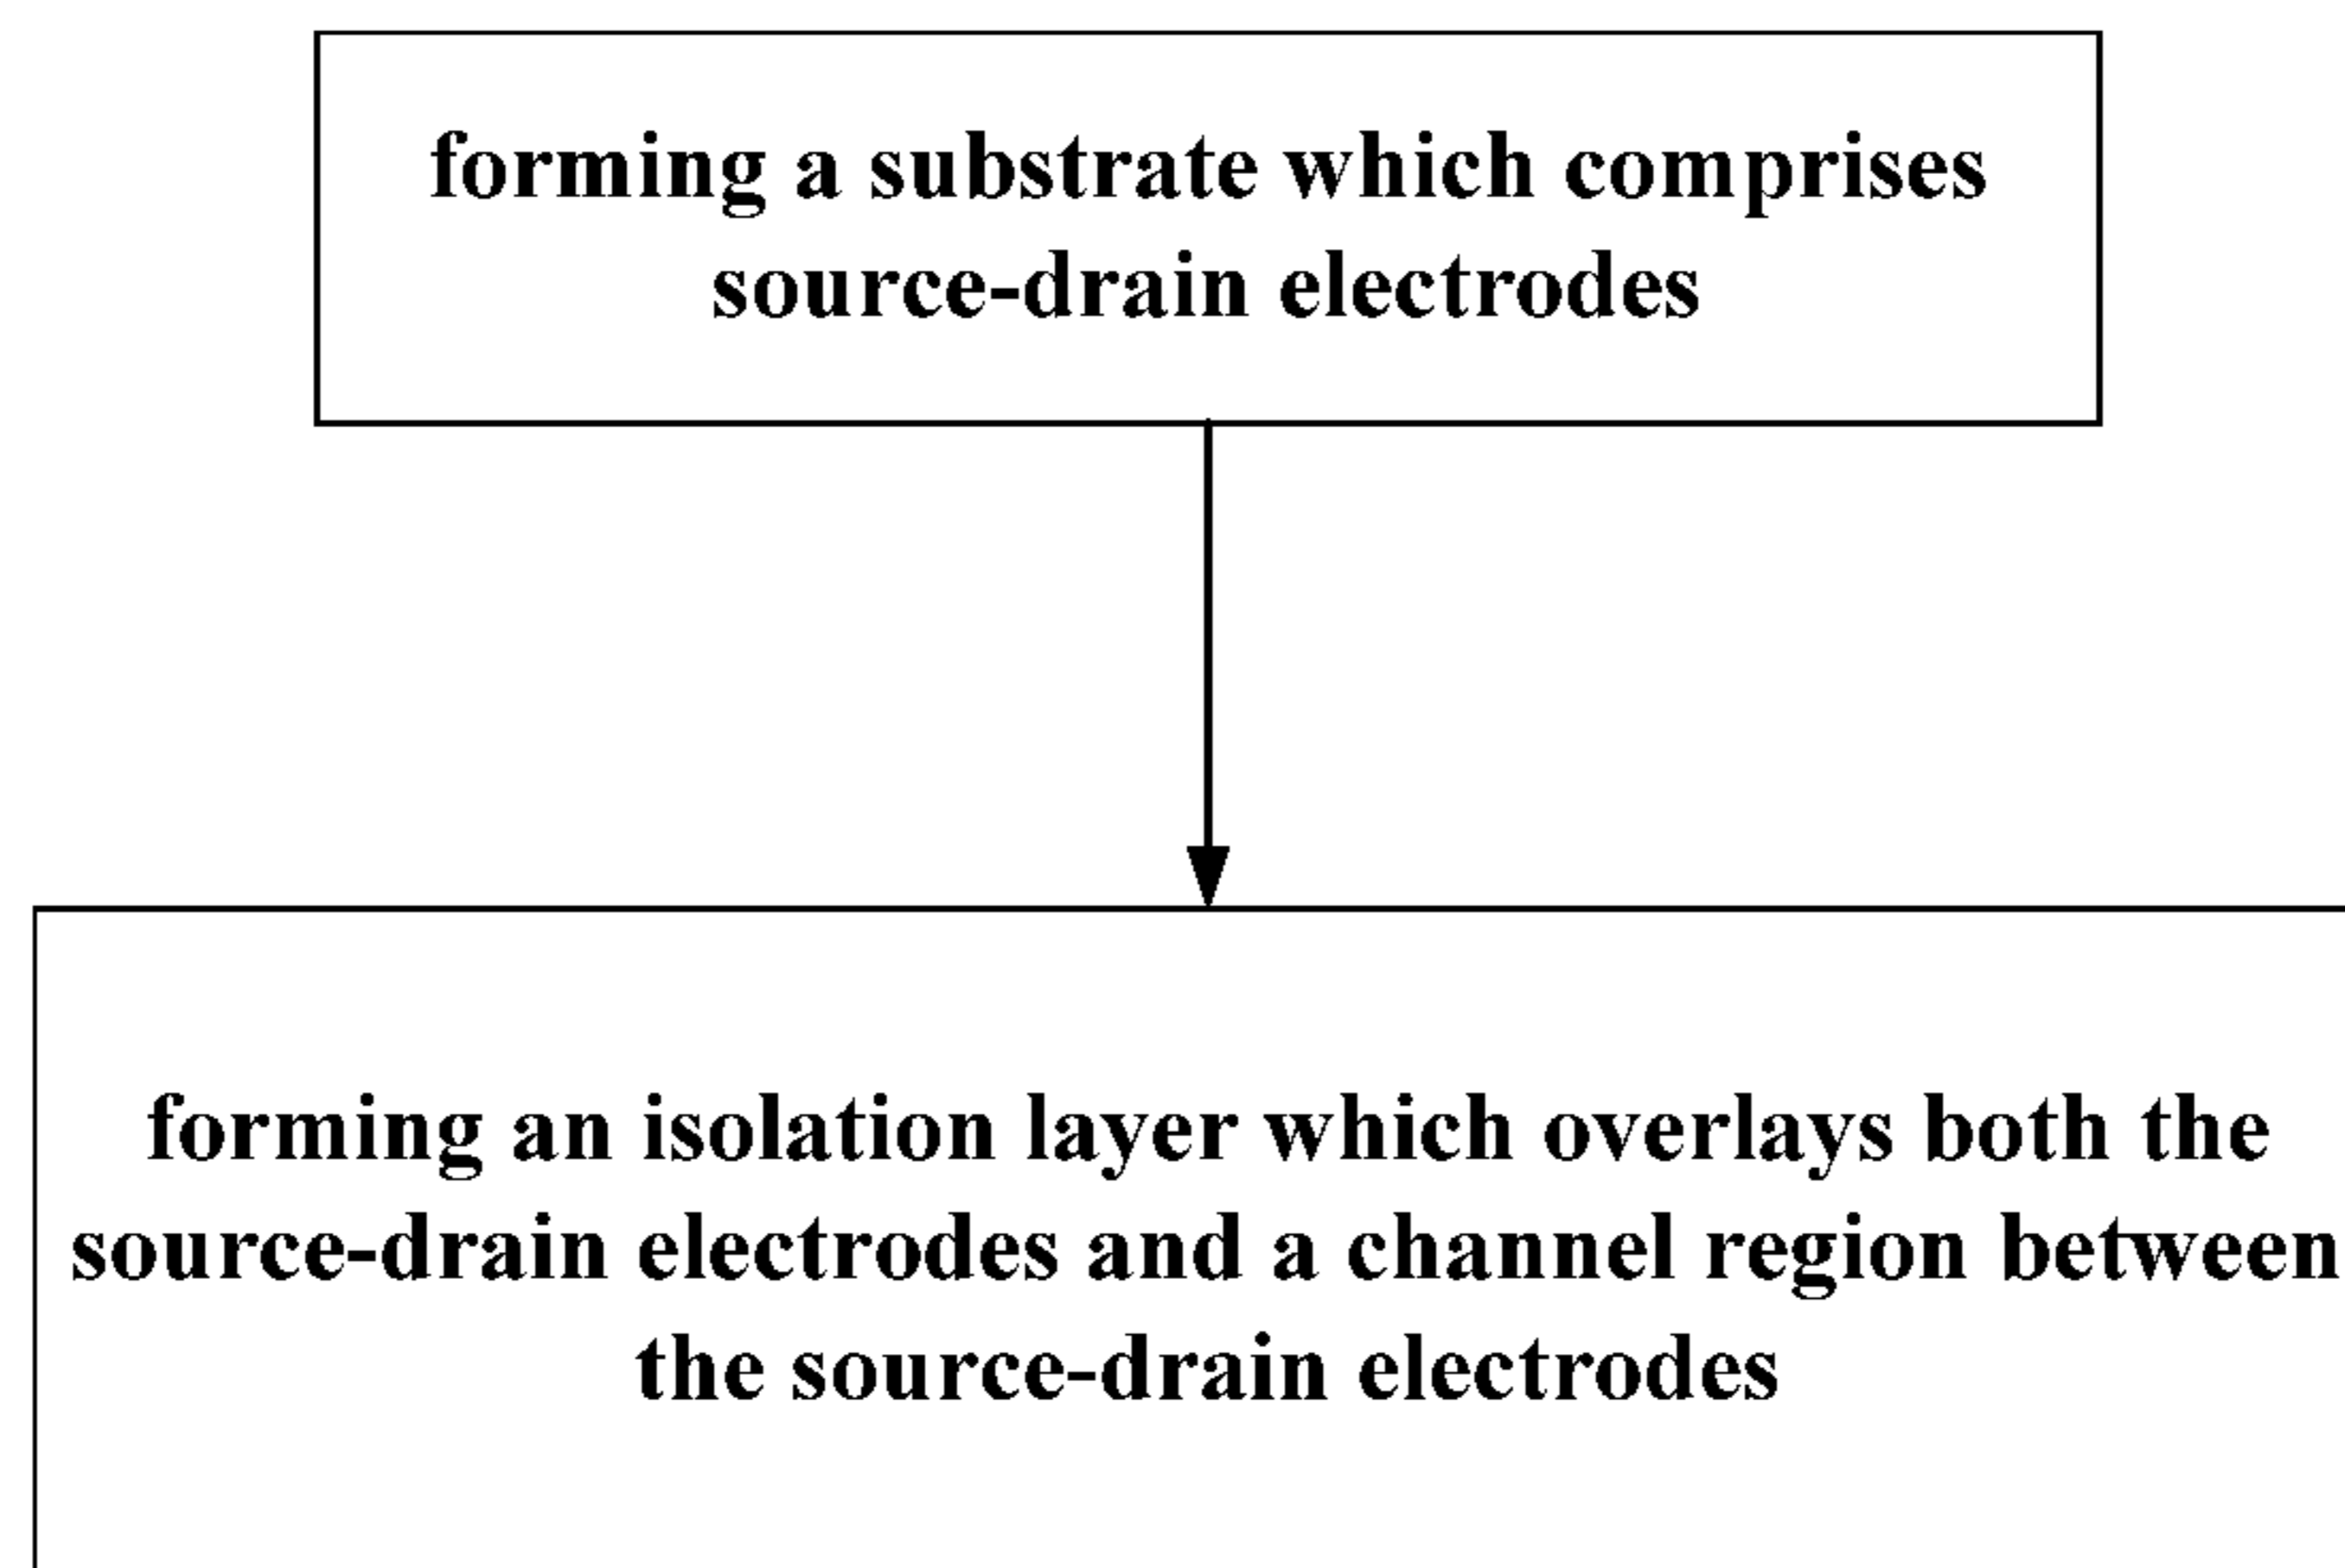 forming a substrate which comprises
source-drain electrodes
forming an isolation layer which overlays both the
source-drain electrodes and a channel region between
the source-drain electrodes